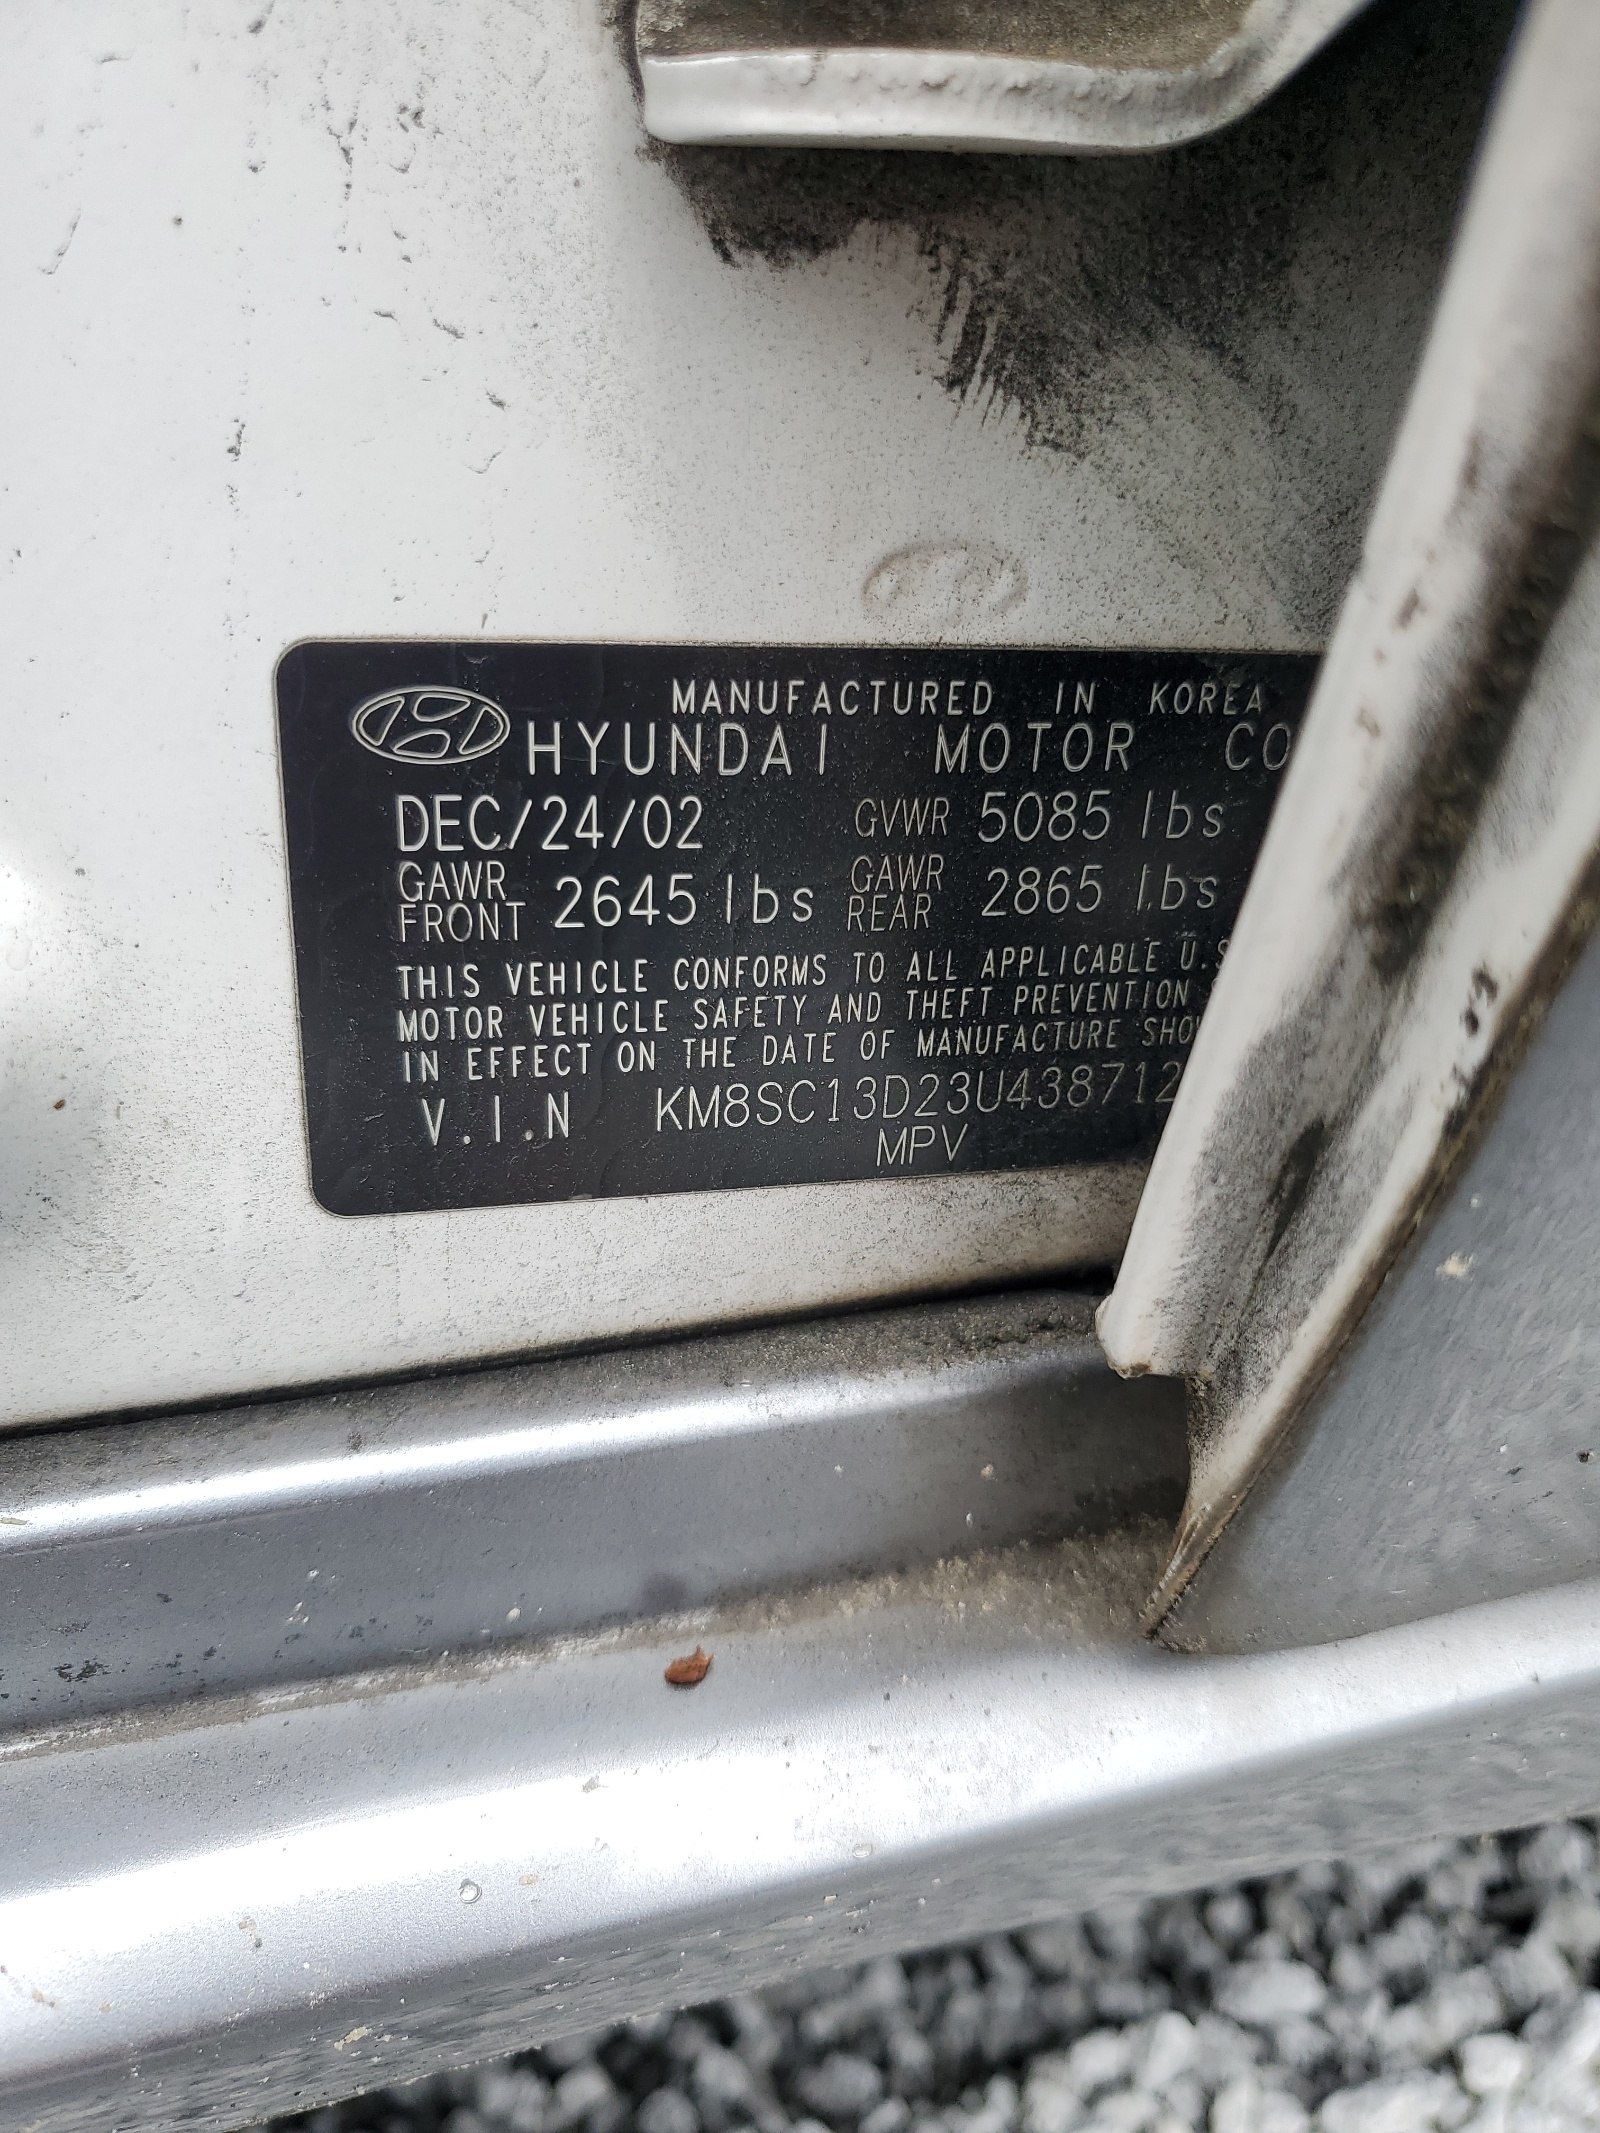 MANUFACTURED IN KOREA
HYUNDAI MOTOR CO
DEC/24/02 GVWR 5085 lbs
GAWR FRONT 2645 lbs GAWR REAR 2865 lbs
THIS VEHICLE CONFORMS TO ALL APPLICABLE U.S
MOTOR VEHICLE SAFETY AND THEFT PREVENTION
IN EFFECT ON THE DATE OF MANUFACTURE SHO
V.I.N KM8SC13D23U438712
MPV